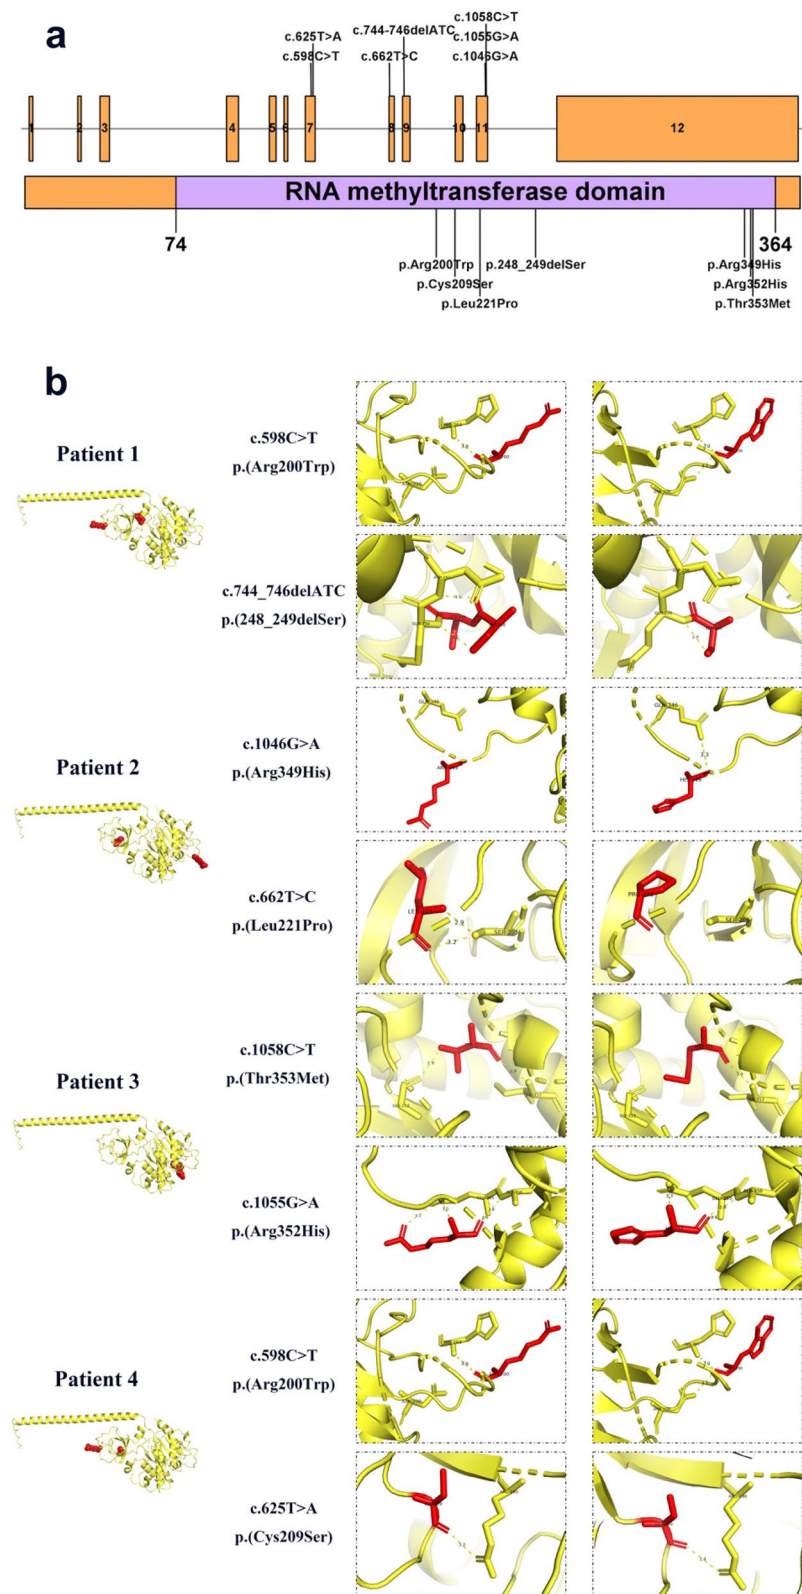 a
c.1058C>T
c.625T>A
c.744-746delATC
c.1055G>A
c.598C>T
c.662T>C
c.1046G>A
1 2 3 4 5 6 7 8 9 10 11 12
RNA methyltransferase domain
74
364
p.Arg200Trp
p.248_249delSer
p.Arg349His
p.Cys209Ser
p.Arg352His
p.Leu221Pro
p.Thr353Met
b
Patient 1
c.598C>T
p.(Arg200Trp)
c.744_746delATC
p.(248_249delSer)
Patient 2
c.1046G>A
p.(Arg349His)
c.662T>C
p.(Leu221Pro)
Patient 3
c.1058C>T
p.(Thr353Met)
c.1055G>A
p.(Arg352His)
Patient 4
c.598C>T
p.(Arg200Trp)
c.625T>A
p.(Cys209Ser)